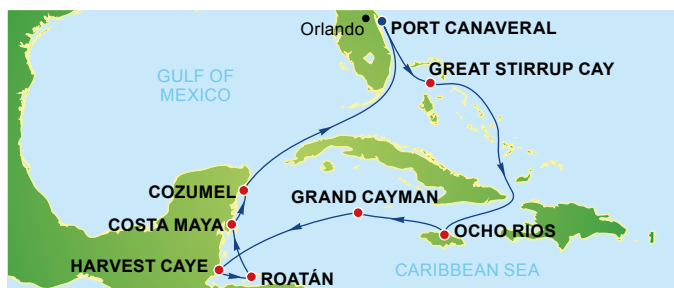 Orlando
PORT CANAVERAL
GREAT STIRRUP CAY
GULF OF
MEXICO
COZUMEL
GRAND CAYMAN
COSTA MAYA
OCHO RIOS
HARVEST CAYE
ROATÁN
CARIBBEAN SEA